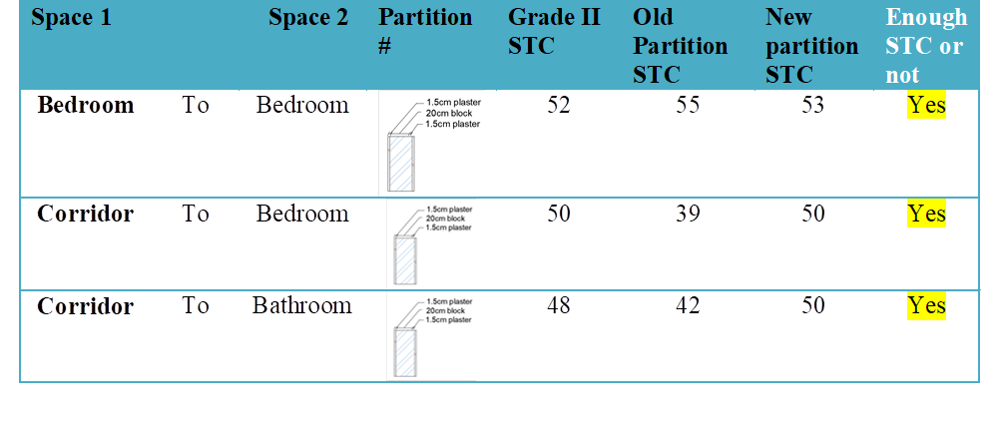 Space 1 Space 2 Partition # Grade II STC Old Partition STC New partition STC Enough STC or not
Bedroom To Bedroom 1.5cm plaster 20cm block 1.5cm plaster 52 55 53 Yes
Corridor To Bedroom 1.5cm plaster 20cm block 1.5cm plaster 50 39 50 Yes
Corridor To Bathroom 1.5cm plaster 20cm block 1.5cm plaster 48 42 50 Yes